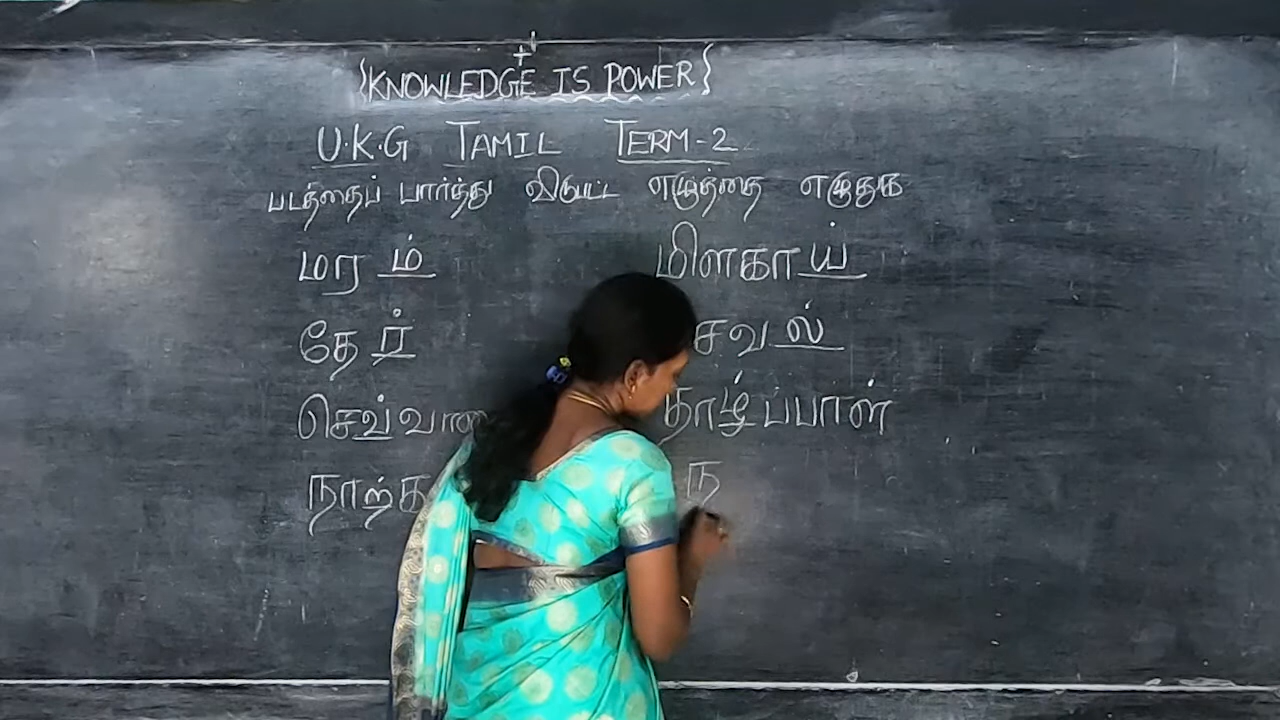 {KNOWLEDGE IS POWER}
U.K.G TAMIL TERM-2
படத்தைப் பார்த்து விடுபட்ட எழுத்தை எழுதுக
மரம் மிளகாய்
தேர் சேவல்
செவ்வான தாழ்ப்பாள்
நாற்க ந